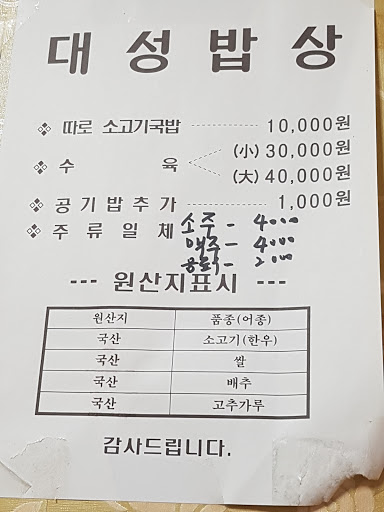 대성밥상
❖ 따로 소고기국밥 ---------- 10,000원
❖ 수 육 (小) 30,000원
(大) 40,000원
❖ 공기밥추가 ---------- 1,000원
❖ 주류일체 소주 - 4000
맥주 - 4000
음료수 - 2000
--- 원산지표시 ---
원산지 품종(어종)
국산 소고기(한우)
국산 쌀
국산 배추
국산 고추가루
감사드립니다.